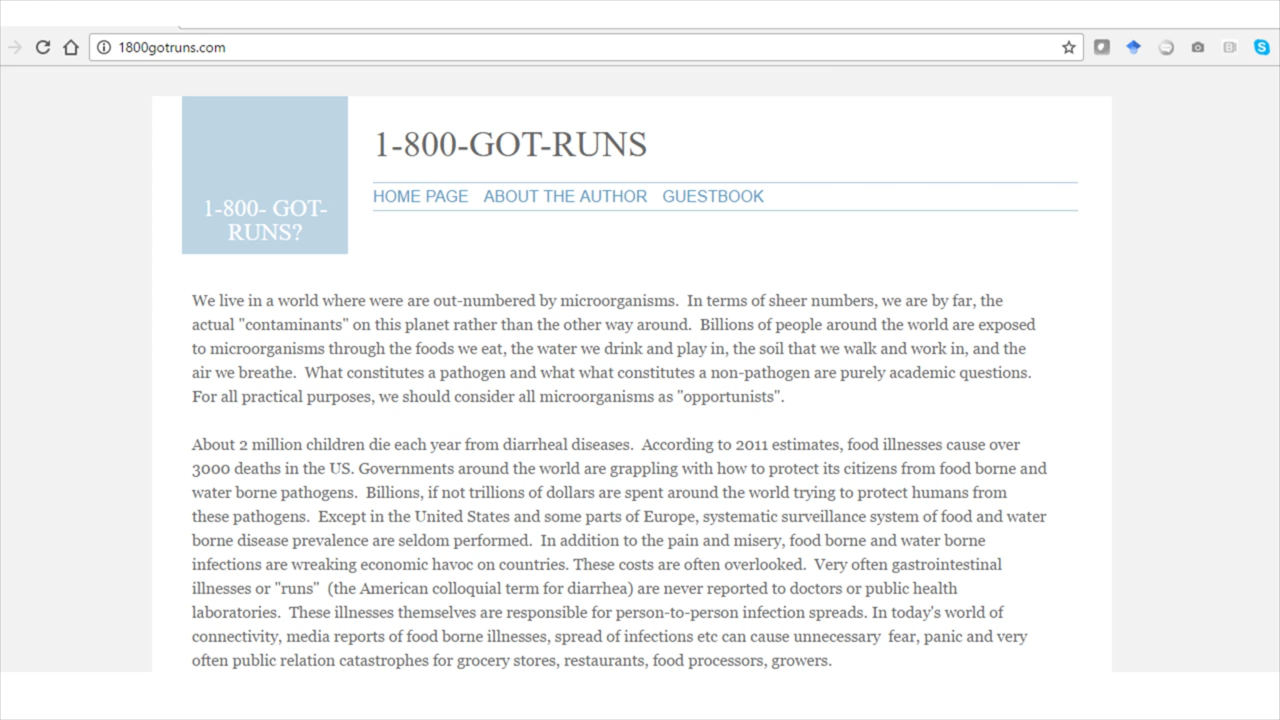 1800gotruns.com
1-800- GOT-
RUNS?
1-800-GOT-RUNS
HOME PAGE ABOUT THE AUTHOR GUESTBOOK
We live in a world where were are out-numbered by microorganisms.  In terms of sheer numbers, we are by far, the
actual "contaminants" on this planet rather than the other way around.  Billions of people around the world are exposed
to microorganisms through the foods we eat, the water we drink and play in, the soil that we walk and work in, and the
air we breathe.  What constitutes a pathogen and what what constitutes a non-pathogen are purely academic questions.
For all practical purposes, we should consider all microorganisms as "opportunists".
About 2 million children die each year from diarrheal diseases.  According to 2011 estimates, food illnesses cause over
3000 deaths in the US. Governments around the world are grappling with how to protect its citizens from food borne and
water borne pathogens.  Billions, if not trillions of dollars are spent around the world trying to protect humans from
these pathogens.  Except in the United States and some parts of Europe, systematic surveillance system of food and water
borne disease prevalence are seldom performed.  In addition to the pain and misery, food borne and water borne
infections are wreaking economic havoc on countries. These costs are often overlooked.  Very often gastrointestinal
illnesses or "runs"  (the American colloquial term for diarrhea) are never reported to doctors or public health
laboratories.  These illnesses themselves are responsible for person-to-person infection spreads. In today's world of
connectivity, media reports of food borne illnesses, spread of infections etc can cause unnecessary  fear, panic and very
often public relation catastrophes for grocery stores, restaurants, food processors, growers.